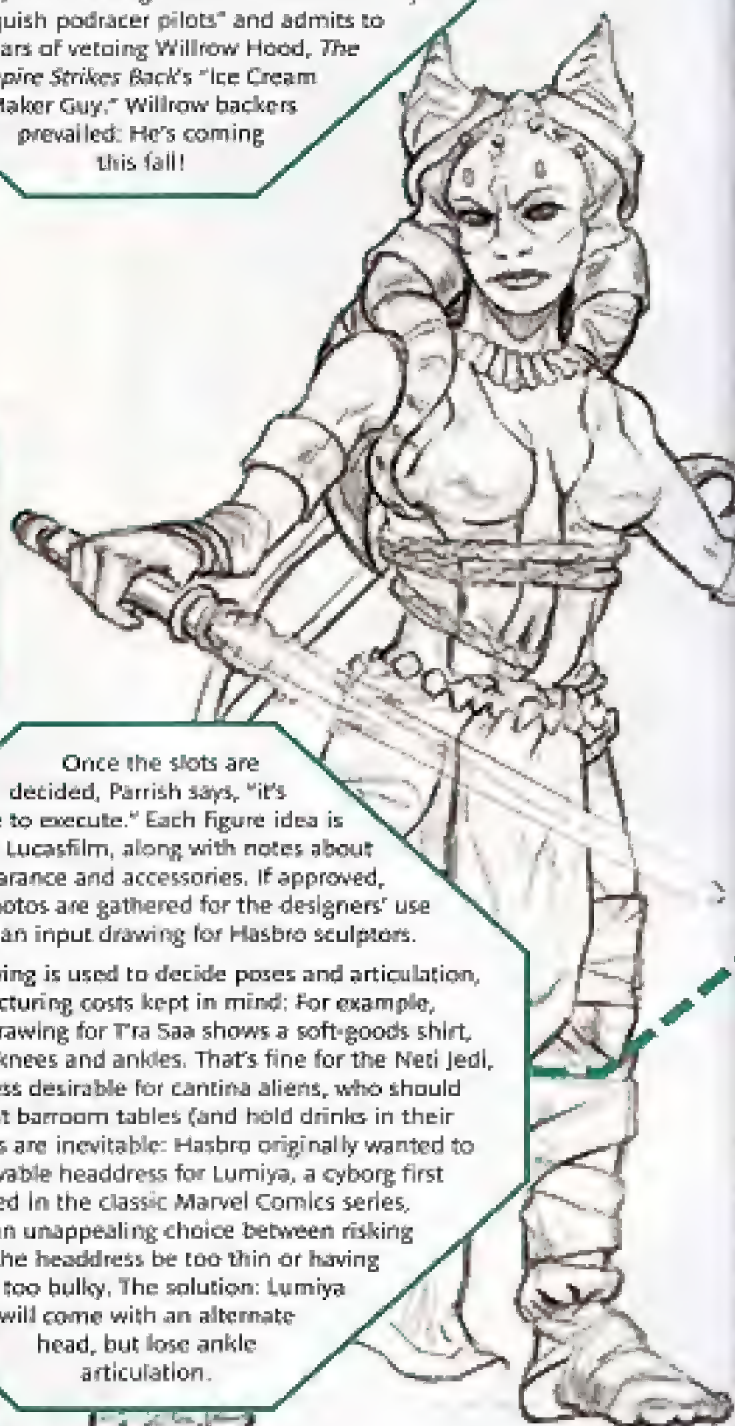 quish podracer pilots" and admits to
ars of vetoing Willrow Hood, The
pire Strikes Back's "Ice Cream
Maker Guy." Willrow backers
prevailed: He's coming
this fall!
Once the slots are
decided, Parrish says, "it's
e to execute." Each figure idea is
Lucasfilm, along with notes about
arance and accessories. If approved,
hotos are gathered for the designers' use
an input drawing for Hasbro sculptors.
wing is used to decide poses and articulation,
cturing costs kept in mind: For example,
rawing for T'ra Saa shows a soft-goods shirt,
knees and ankles. That's fine for the Neti Jedi,
ss desirable for cantina aliens, who should
t barroom tables (and hold drinks in their
s are inevitable: Hasbro originally wanted to
vable headdress for Lumiya, a cyborg first
ed in the classic Marvel Comics series,
an unappealing choice between risking
the headdress be too thin or having
too bulky. The solution: Lumiya
will come with an alternate
head, but lose ankle
articulation.